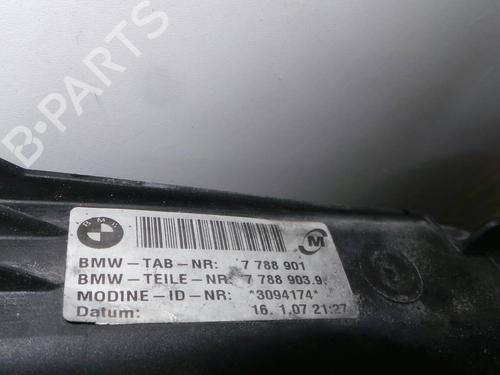 B-PARTS
BMW
M
BMW-TAB-NR: *7 788 901
BMW-TEILE-NR: *7 788 903.9*
MODINE-ID-NR: *3094174*
Datum: 16. 1.07 21:27